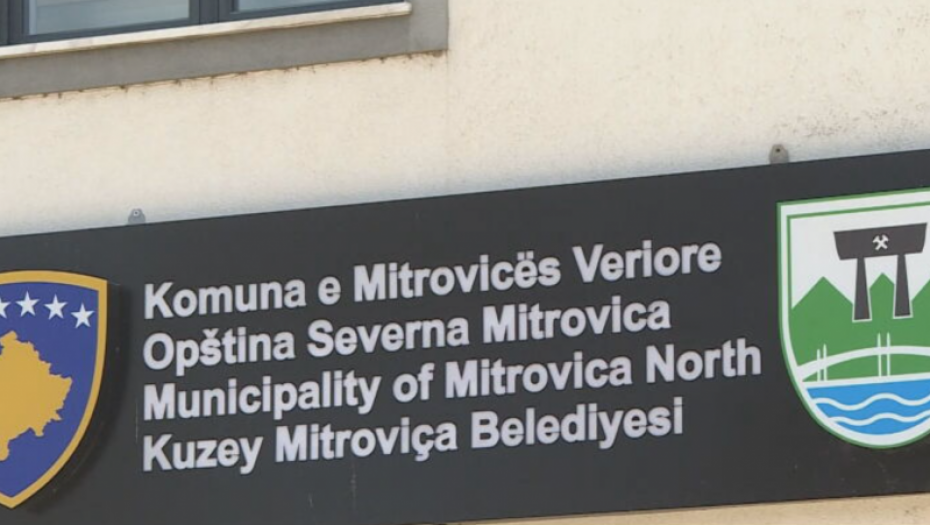 Komuna e Mitrovicës Veriore
Opština Severna Mitrovica
Municipality of Mitrovica North
Kuzey Mitroviça Belediyesi